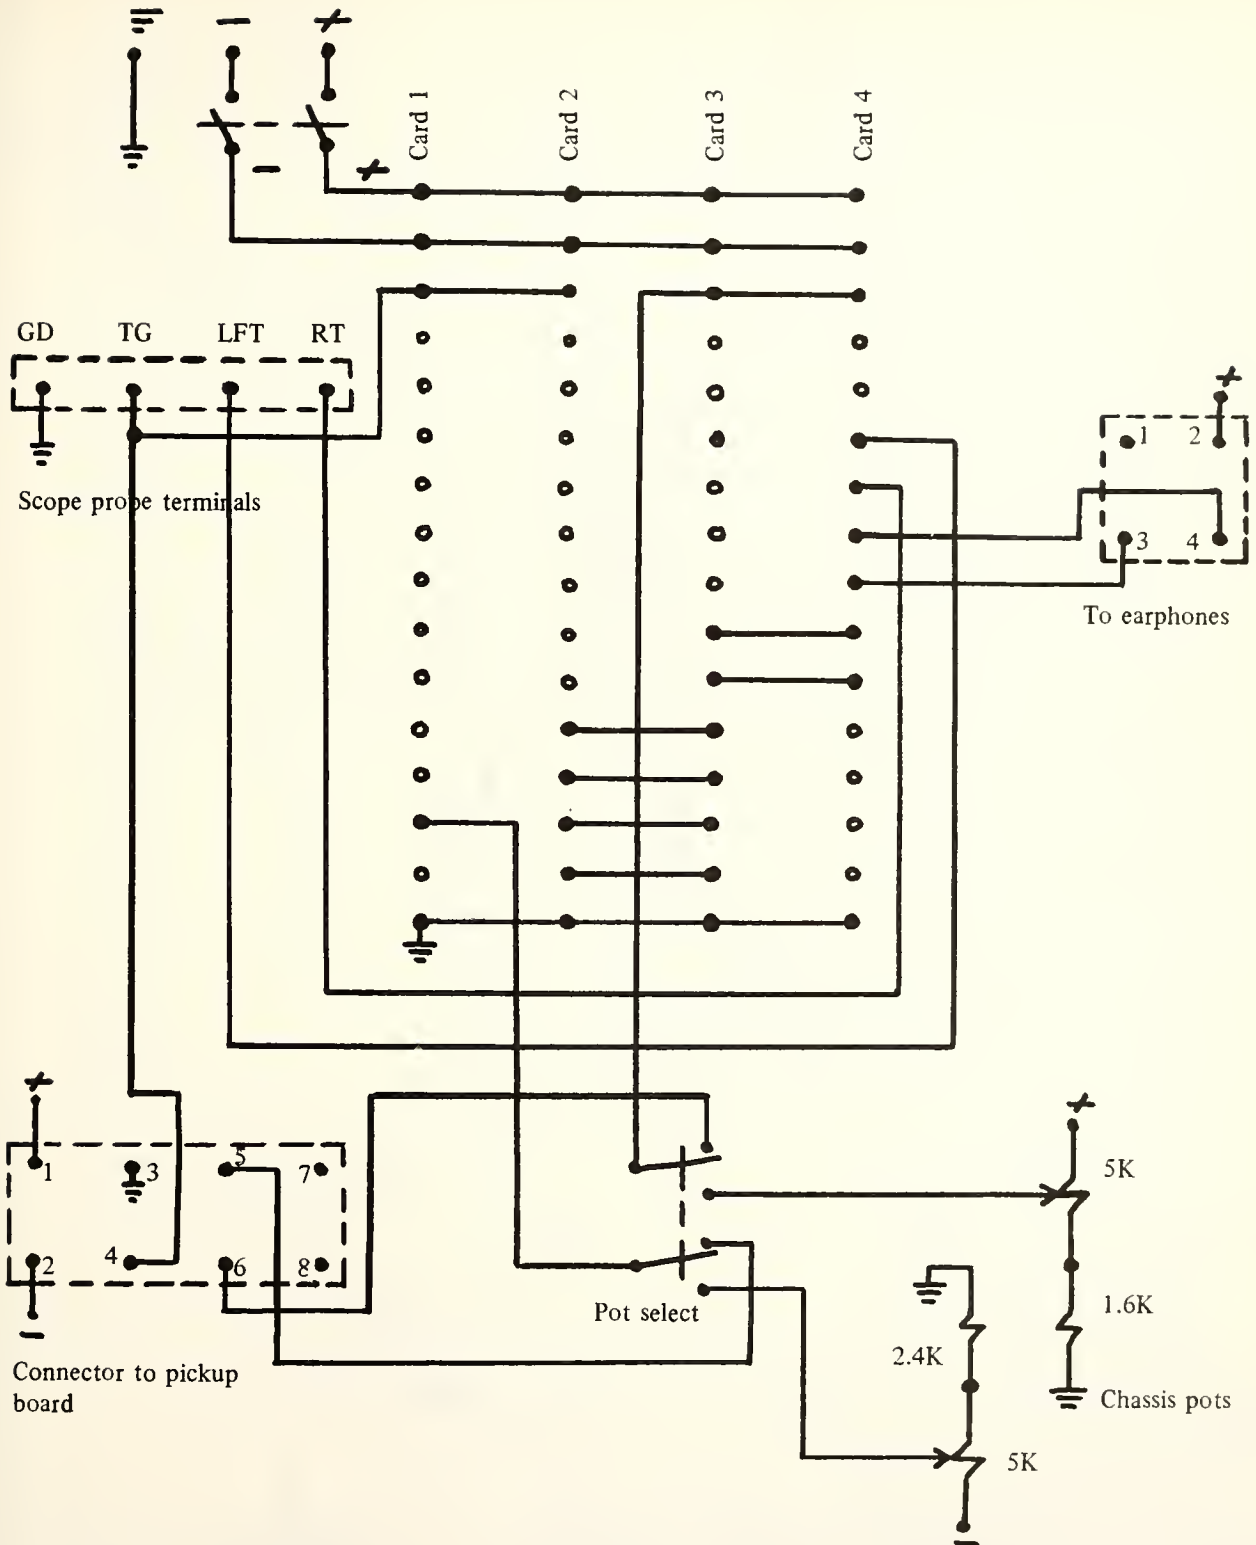 Card 1
Card 2
Card 3
Card 4
GD TG LFT RT
Scope probe terminals
1 2
3 4
To earphones
1 3 5 7
2 4 6 8
Connector to pickup
board
Pot select
5K
1.6K
2.4K
Chassis pots
5K